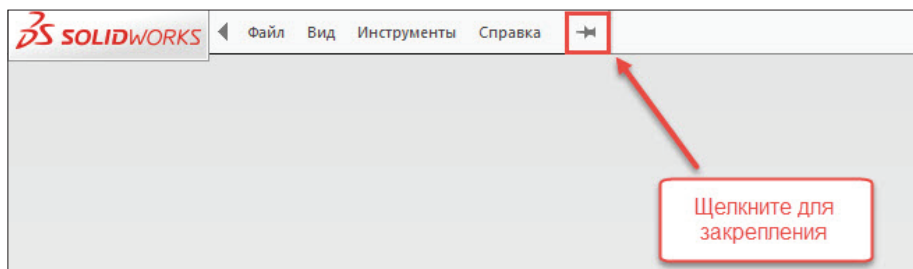 SOLIDWORKS Файл Вид Инструменты Справка
Щелкните для
закрепления